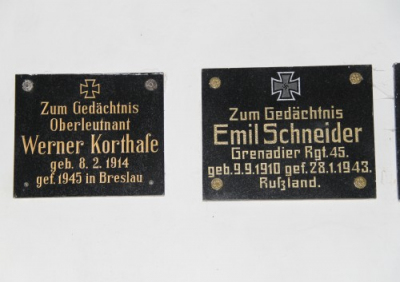 Zum Gedächtnis
Oberleutnant
Werner Korthase
geb. 8. 2. 1914
gef. 1945 in Breslau
Zum Gedächtnis
Emil Schneider
Grenadier Rgt. 45.
geb. 9.9.1910 gef. 28.1.1943.
Rußland.